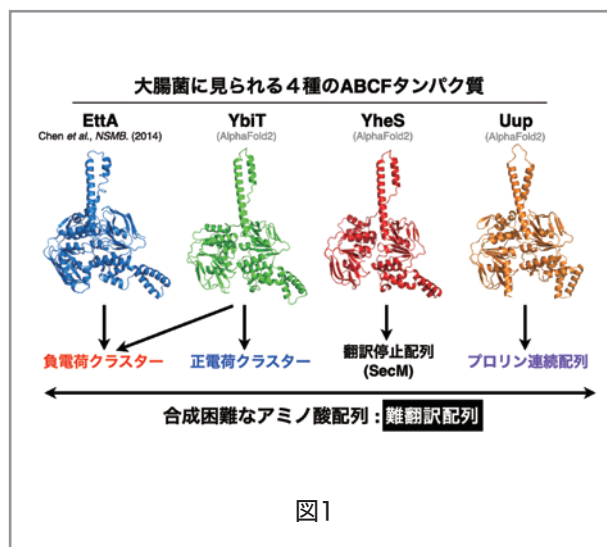 大腸菌に見られる４種のABCFタンパク質
EttA
Chen et al., NSMB. (2014)
YbiT
(AlphaFold2)
YheS
(AlphaFold2)
Uup
(AlphaFold2)
負電荷クラスター
正電荷クラスター
翻訳停止配列
(SecM)
プロリン連続配列
合成困難なアミノ酸配列：難翻訳配列
図1